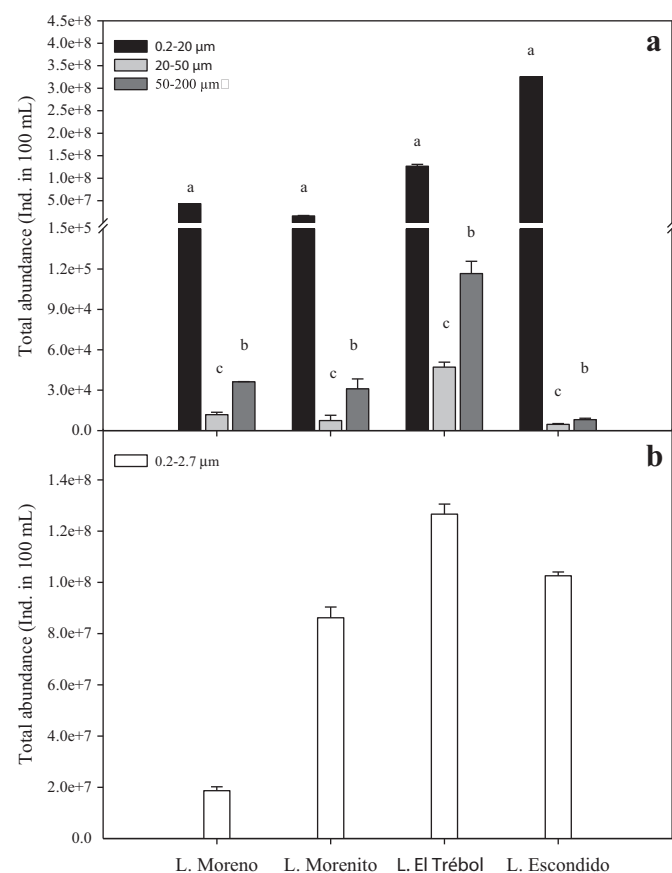 a
0.2-20 µm
20-50 µm
50-200 µm□
4.5e+8
4.0e+8
3.5e+8
3.0e+8
2.5e+8
2.0e+8
1.5e+8
1.0e+8
5.0e+7
1.5e+5
1.2e+5
9.0e+4
6.0e+4
3.0e+4
0.0
Total abundance (Ind. in 100 mL)
a
c
b
a
c
b
a
c
b
a
c
b
b
0.2-2.7 µm
1.4e+8
1.2e+8
1.0e+8
8.0e+7
6.0e+7
4.0e+7
2.0e+7
0.0
Total abundance (Ind. in 100 mL)
L. Moreno L. Morenito L. El Trébol L. Escondido